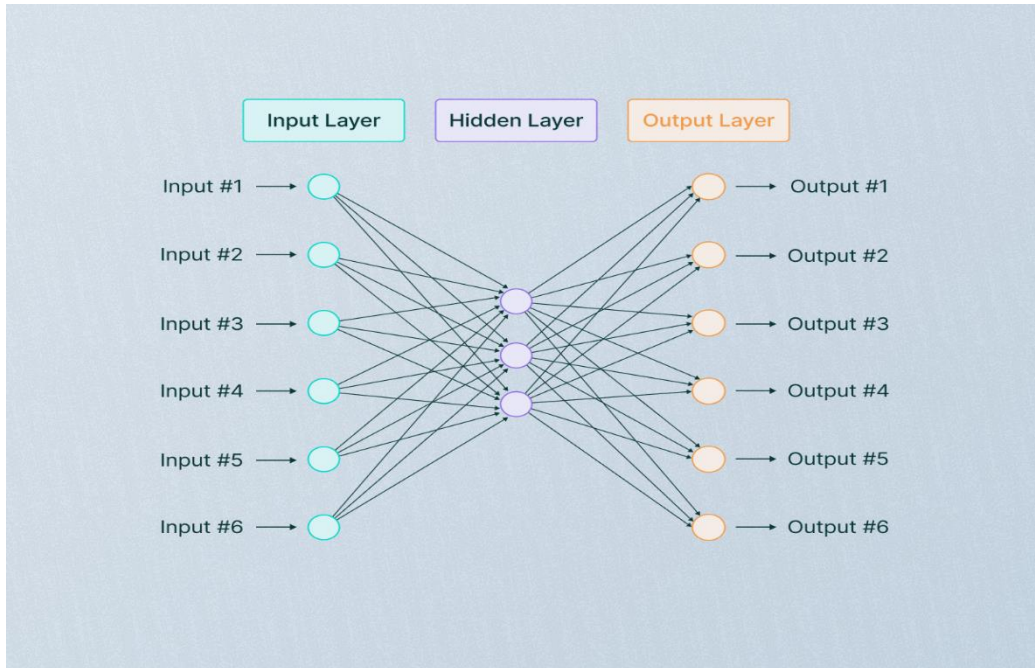 Input Layer
Hidden Layer
Output Layer
Input #1
Output #1
Input #2
Output #2
Input #3
Output #3
Input #4
Output #4
Input #5
Output #5
Input #6
Output #6